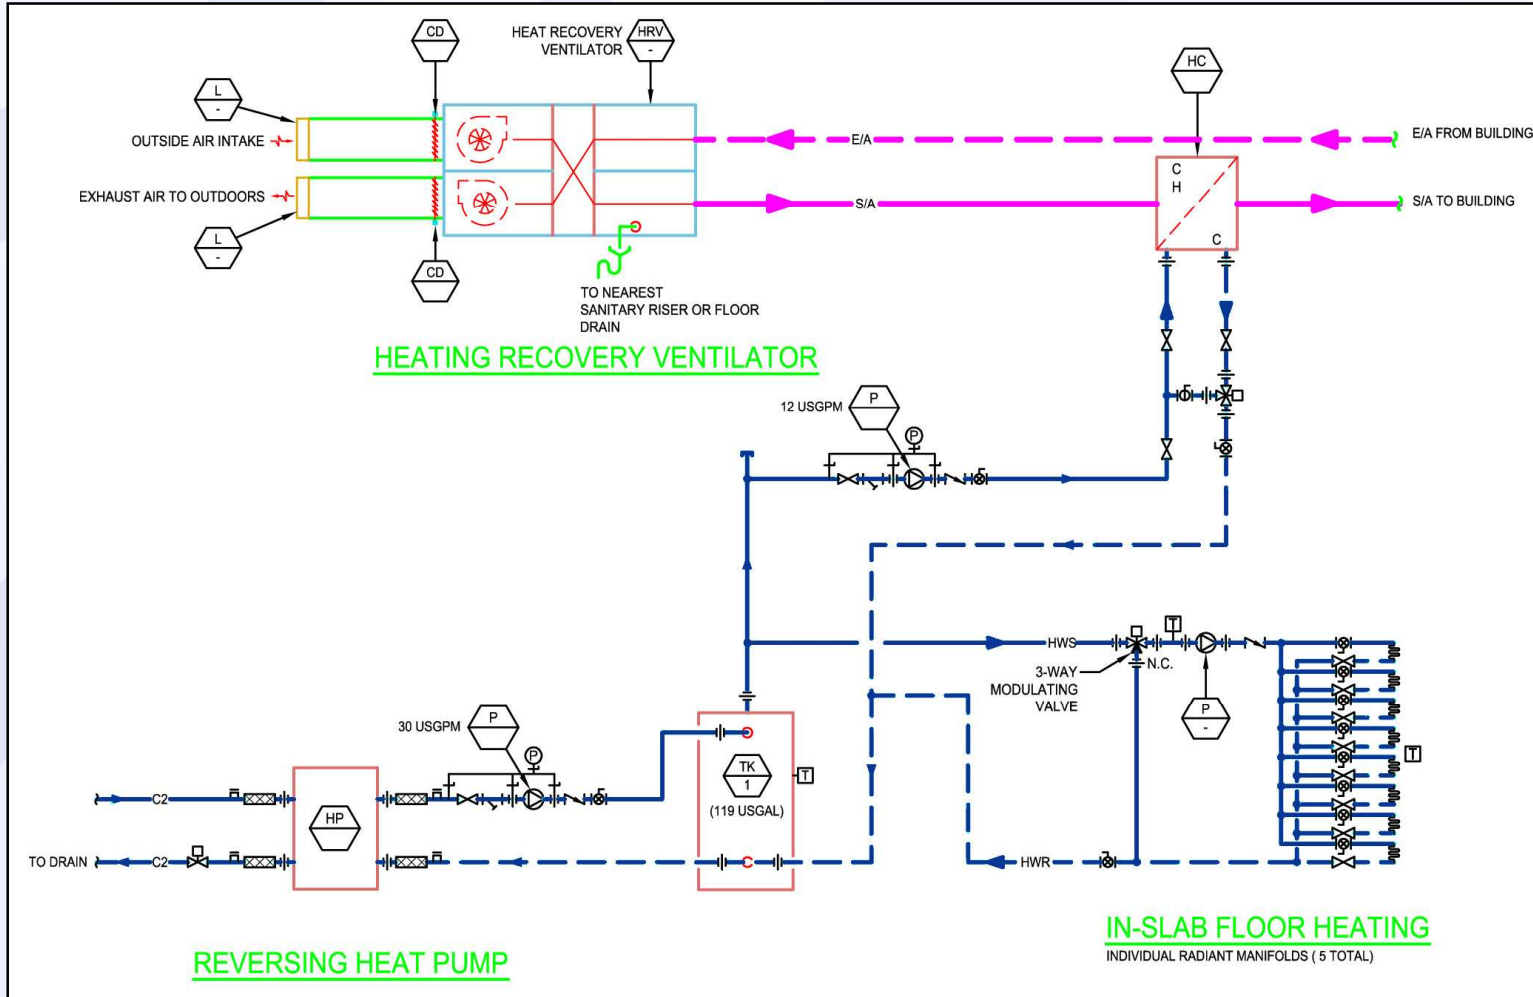 CD
HEAT RECOVERY
VENTILATOR
HRV
-
HC
L
-
OUTSIDE AIR INTAKE
E/A
E/A FROM BUILDING
C
H
C
EXHAUST AIR TO OUTDOORS
S/A
S/A TO BUILDING
L
-
CD
TO NEAREST
SANITARY RISER OR FLOOR
DRAIN
HEATING RECOVERY VENTILATOR
12 USGPM
P
P
HWS
T
N.C.
3-WAY
MODULATING
VALVE
P
-
T
30 USGPM
P
P
TK
1
(119 USGAL)
T
C2
HP
TO DRAIN
C2
HWR
IN-SLAB FLOOR HEATING
INDIVIDUAL RADIANT MANIFOLDS ( 5 TOTAL)
REVERSING HEAT PUMP